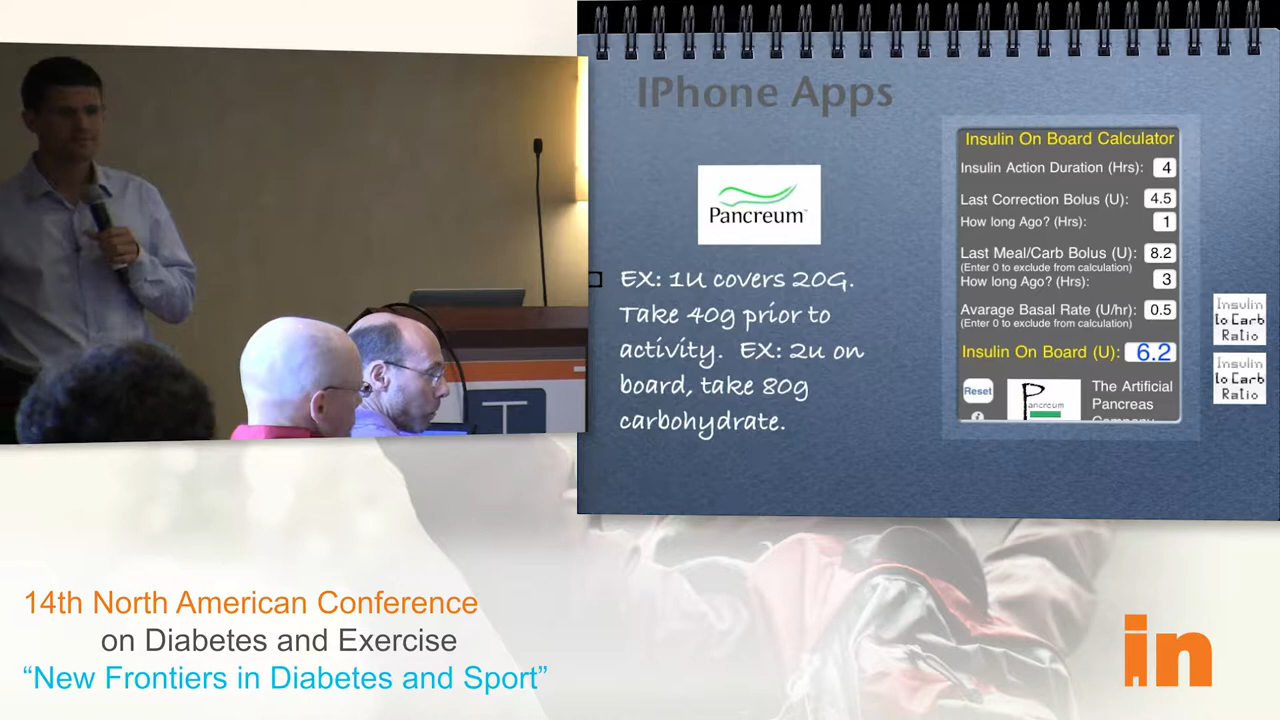 IPhone Apps
Pancreum™
EX: 1U covers 20G.
Take 40g prior to
activity. EX: 2u on
board, take 80g
carbohydrate.
Insulin On Board Calculator
Insulin Action Duration (Hrs): 4
Last Correction Bolus (U): 4.5
How long Ago? (Hrs): 1
Last Meal/Carb Bolus (U): 8.2
(Enter 0 to exclude from calculation)
How long Ago? (Hrs): 3
Avarage Basal Rate (U/hr): 0.5
(Enter 0 to exclude from calculation)
Insulin On Board (U): 6.2
Reset
Pancreum
The Artificial
Pancreas
Company
Insulin
to Carb
Ratio
Insulin
to Carb
Ratio
14th North American Conference
on Diabetes and Exercise
“New Frontiers in Diabetes and Sport”
in